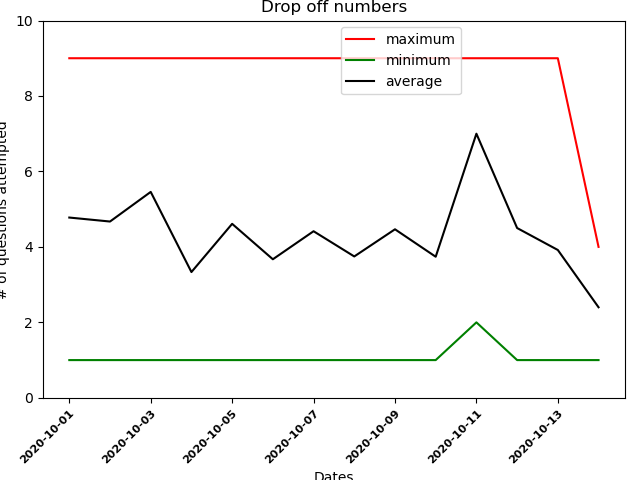 Drop off numbers
maximum
minimum
average
# of questions attempted
10
8
6
4
2
0
2020-10-01
2020-10-03
2020-10-05
2020-10-07
2020-10-09
2020-10-11
2020-10-13
Dates